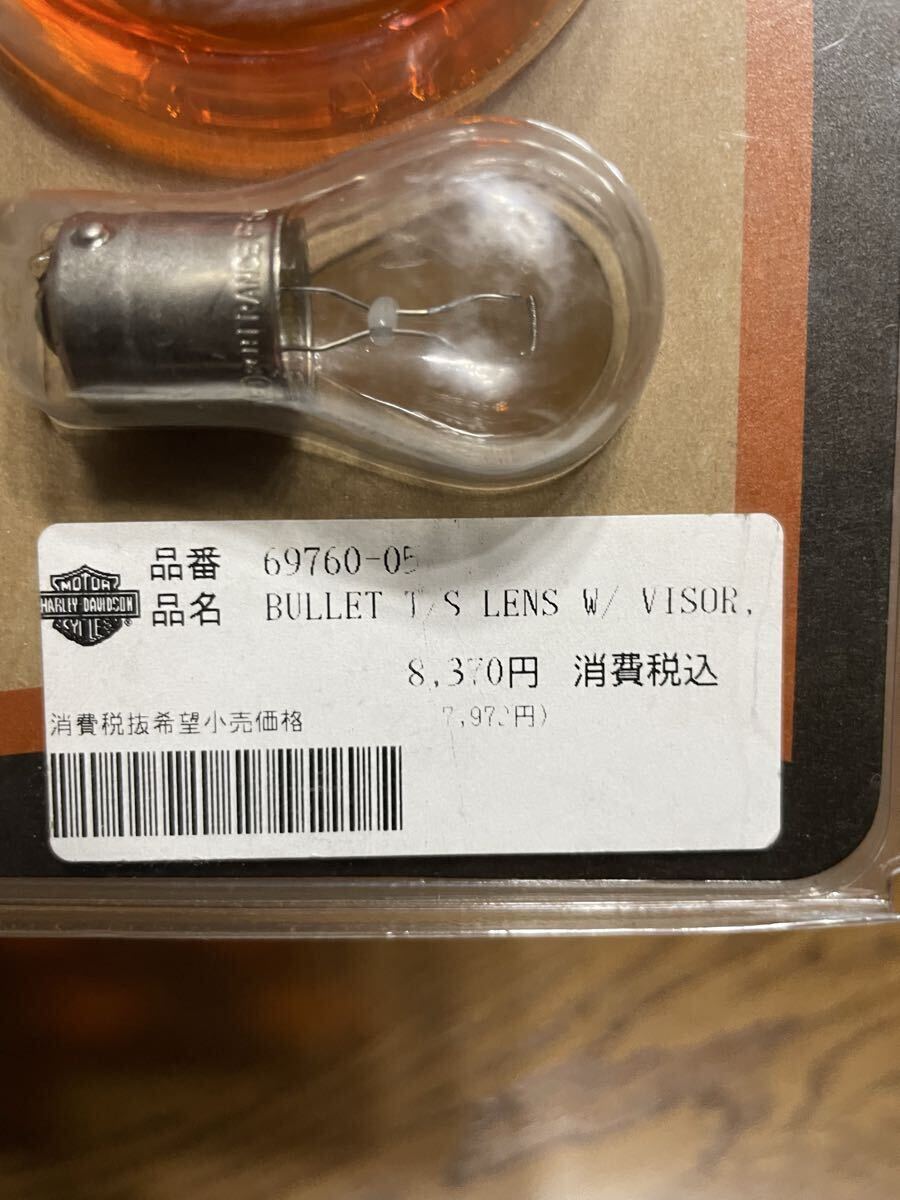 FRANCE
品番 69760-05
MOTOR
HARLEY-DAVIDSON
CYCLES
品名 BULLET T/S LENS W/ VISOR,
8,370円 消費税込
消費税抜希望小売価格